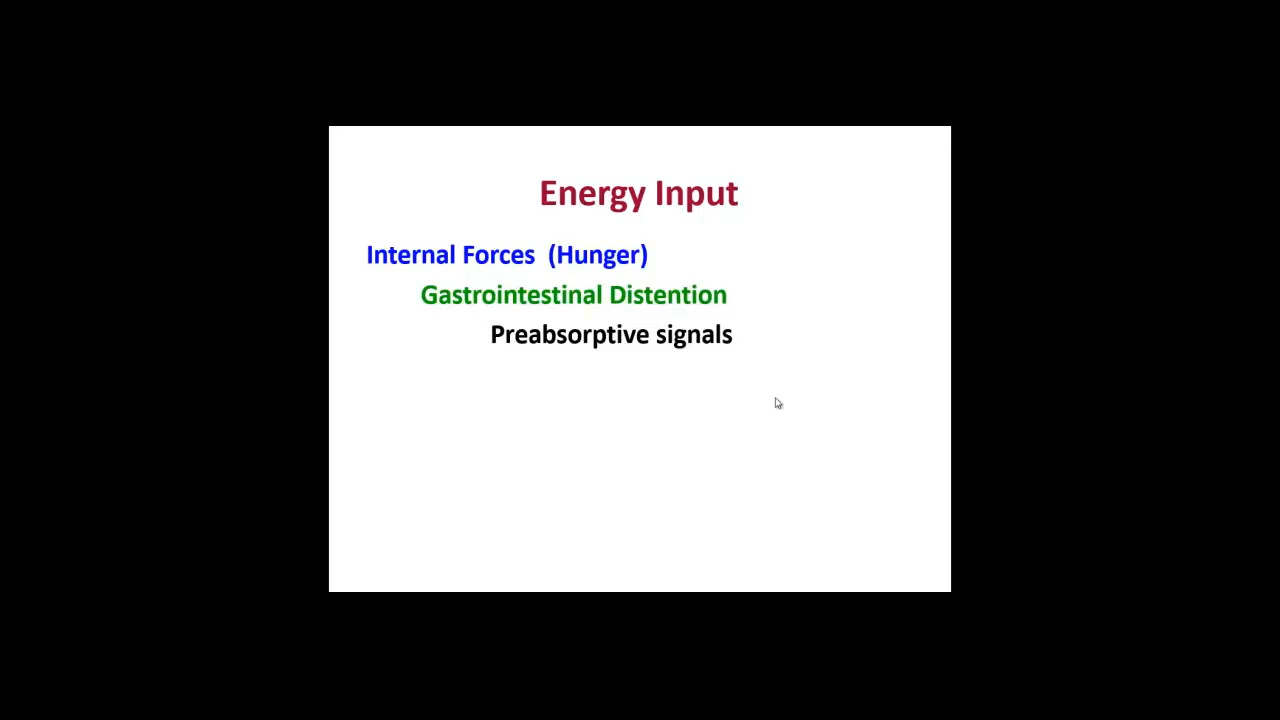 Energy Input
Internal Forces (Hunger)
Gastrointestinal Distention
Preabsorptive signals